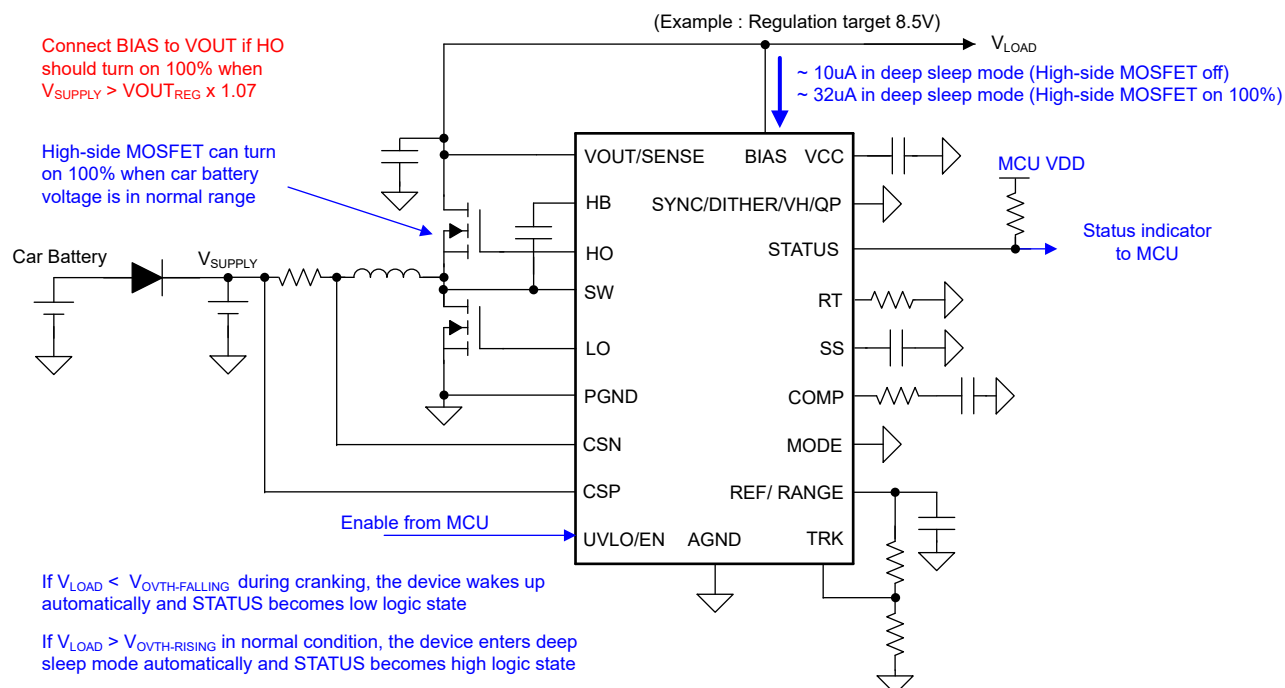 (Example : Regulation target 8.5V)
Connect BIAS to VOUT if HO
should turn on 100% when
VSUPPLY > VOUTREG x 1.07
VLOAD
~ 10uA in deep sleep mode (High-side MOSFET off)
~ 32uA in deep sleep mode (High-side MOSFET on 100%)
High-side MOSFET can turn
on 100% when car battery
voltage is in normal range
VOUT/SENSE
BIAS
VCC
MCU VDD
HB
SYNC/DITHER/VH/QP
STATUS
Status indicator
to MCU
HO
Car Battery
VSUPPLY
SW
RT
LO
SS
PGND
COMP
CSN
MODE
CSP
REF/ RANGE
Enable from MCU
UVLO/EN
AGND
TRK
If VLOAD < VOVTH-FALLING during cranking, the device wakes up
automatically and STATUS becomes low logic state
If VLOAD > VOVTH-RISING in normal condition, the device enters deep
sleep mode automatically and STATUS becomes high logic state